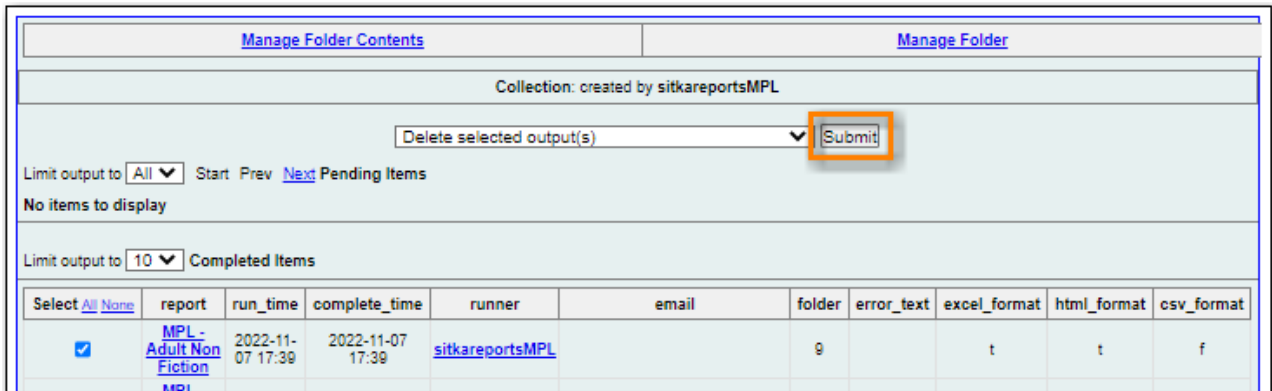 Manage Folder Contents Manage Folder
Collection: created by sitkareportsMPL
Delete selected output(s) Submit
Limit output to All Start Prev Next Pending Items
No items to display
Limit output to 10 Completed Items
Select All None report run_time complete_time runner email folder error_text excel_format html_format csv_format
MPL -
Adult Non
Fiction
2022-11-
07 17:39
2022-11-07
17:39
sitkareportsMPL
9
t
t
f
MPL